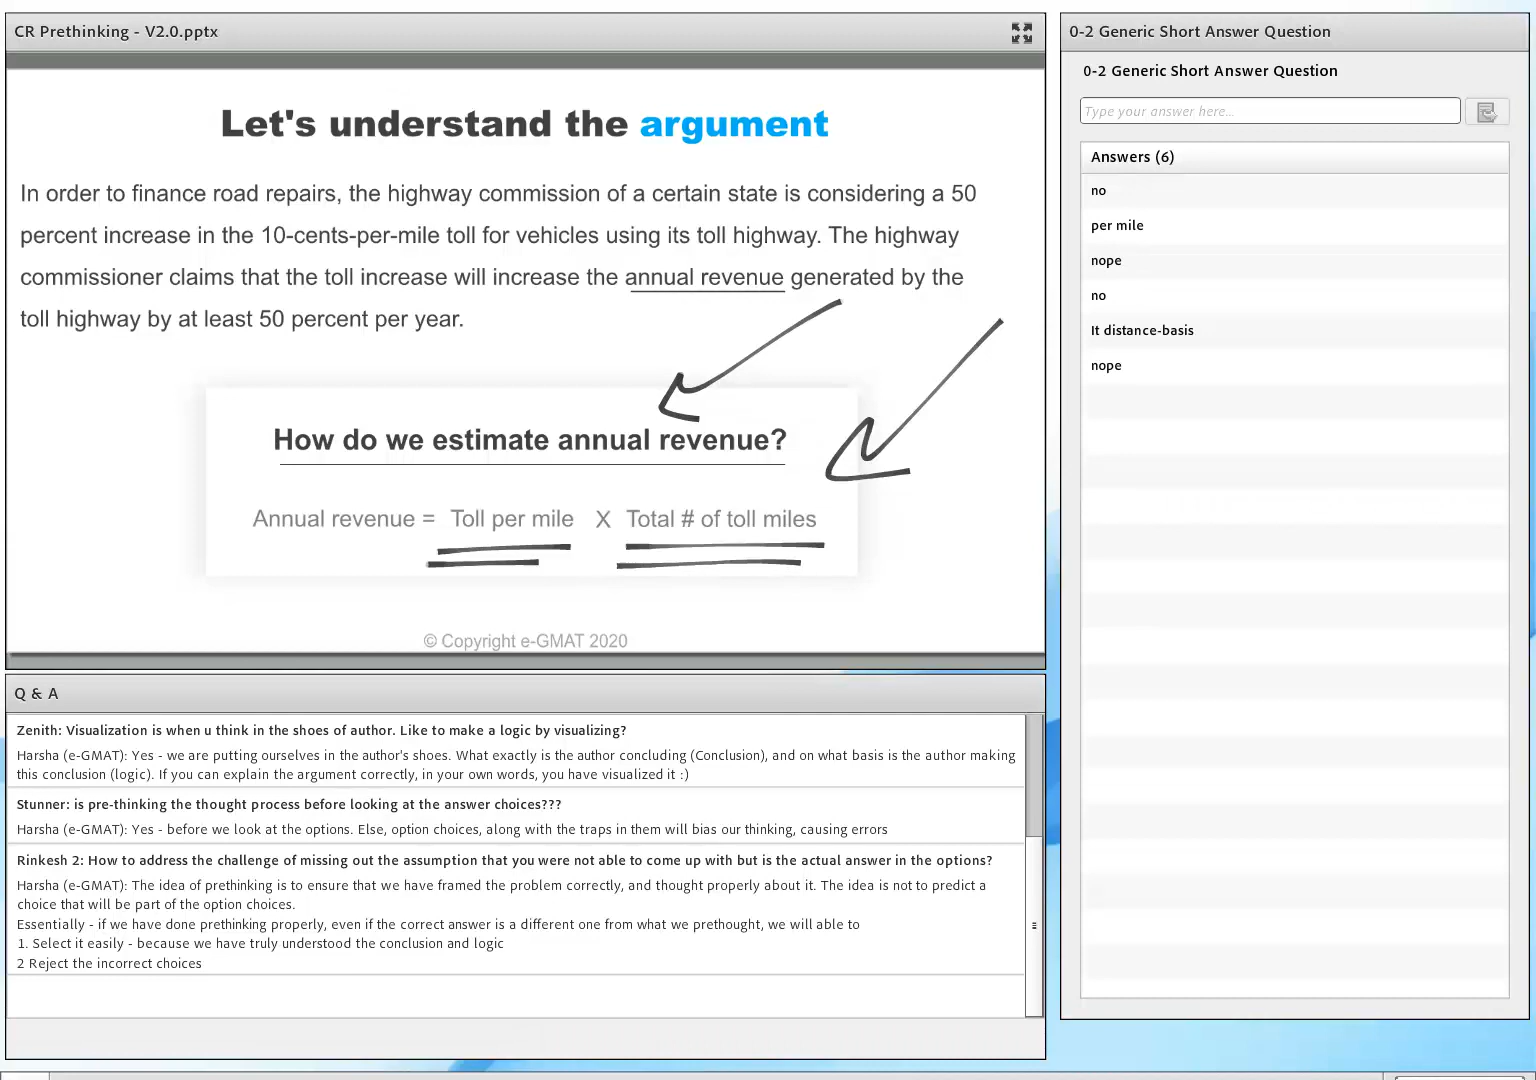 CR Prethinking - V2.0.pptx
Let's understand the argument
In order to finance road repairs, the highway commission of a certain state is considering a 50
percent increase in the 10-cents-per-mile toll for vehicles using its toll highway. The highway
commissioner claims that the toll increase will increase the annual revenue generated by the
toll highway by at least 50 percent per year.
How do we estimate annual revenue?
Annual revenue = Toll per mile X Total # of toll miles
© Copyright e-GMAT 2020
Q & A
Zenith: Visualization is when u think in the shoes of author. Like to make a logic by visualizing?
Harsha (e-GMAT): Yes - we are putting ourselves in the author's shoes. What exactly is the author concluding (Conclusion), and on what basis is the author making
this conclusion (logic). If you can explain the argument correctly, in your own words, you have visualized it :)
Stunner: is pre-thinking the thought process before looking at the answer choices???
Harsha (e-GMAT): Yes - before we look at the options. Else, option choices, along with the traps in them will bias our thinking, causing errors
Rinkesh 2: How to address the challenge of missing out the assumption that you were not able to come up with but is the actual answer in the options?
Harsha (e-GMAT): The idea of prethinking is to ensure that we have framed the problem correctly, and thought properly about it. The idea is not to predict a
choice that will be part of the option choices.
Essentially - if we have done prethinking properly, even if the correct answer is a different one from what we prethought, we will able to
1. Select it easily - because we have truly understood the conclusion and logic
2 Reject the incorrect choices
0-2 Generic Short Answer Question
0-2 Generic Short Answer Question
Type your answer here...
Answers (6)
no
per mile
nope
no
It distance-basis
nope